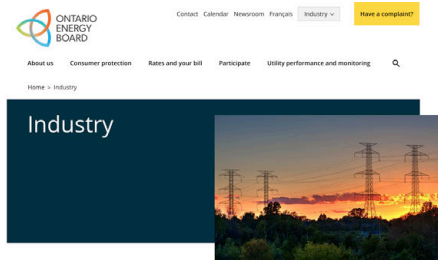 ONTARIO
ENERGY
BOARD
Contact Calendar Newsroom Français Industry Have a complaint?
About us Consumer protection Rates and your bill Participate Utility performance and monitoring
Home > Industry
Industry